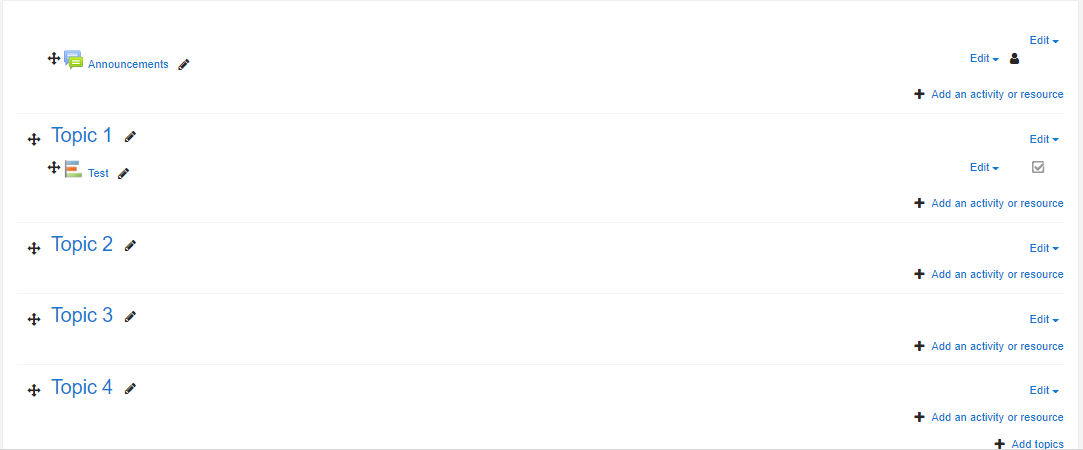 Edit
Announcements Edit
Add an activity or resource
Topic 1
Edit
Test Edit
Add an activity or resource
Topic 2
Edit
Add an activity or resource
Topic 3
Edit
Add an activity or resource
Topic 4
Edit
Add an activity or resource
Add topics